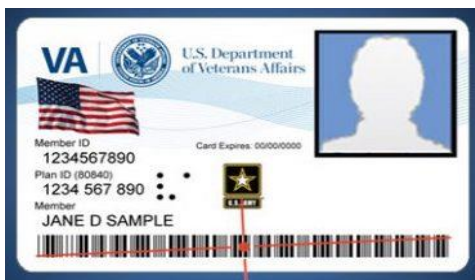 VA
U.S. Department
of Veterans Affairs
Member ID
1234567890
Card Expires: 00/00/0000
Plan ID (80840)
1234 567 890
Member
JANE D SAMPLE
U.S. ARMY